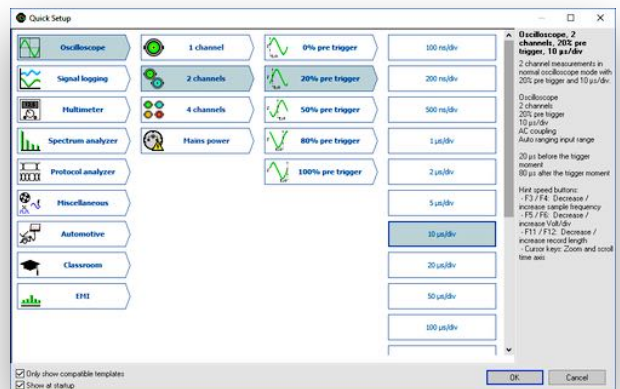 Quick Setup
Oscilloscope
Signal logging
Multimeter
Spectrum analyzer
Protocol analyzer
Miscellaneous
Automotive
Classroom
EMI
1 channel
2 channels
4 channels
Mains power
0% pre trigger
20% pre trigger
50% pre trigger
80% pre trigger
100% pre trigger
100 ns/div
200 ns/div
500 ns/div
1 µs/div
2 µs/div
5 µs/div
10 µs/div
20 µs/div
50 µs/div
100 µs/div
Oscilloscope, 2
channels, 20% pre
trigger, 10 µs/div
2 channel measurements in
normal oscilloscope mode with
20% pre trigger and 10 µs/div.
Oscilloscope
2 channels
20% pre trigger
10 µs/div
AC coupling
Auto ranging input range
20 µs before the trigger
moment
80 µs after the trigger moment
Hint speed buttons:
- F3 / F4: Decrease /
increase sample frequency
- F5 / F6: Decrease /
increase Volt/div
- F11 / F12: Decrease /
increase record length
- Cursor keys: Zoom and scroll
time axis
Only show compatible templates
Show at startup
OK
Cancel